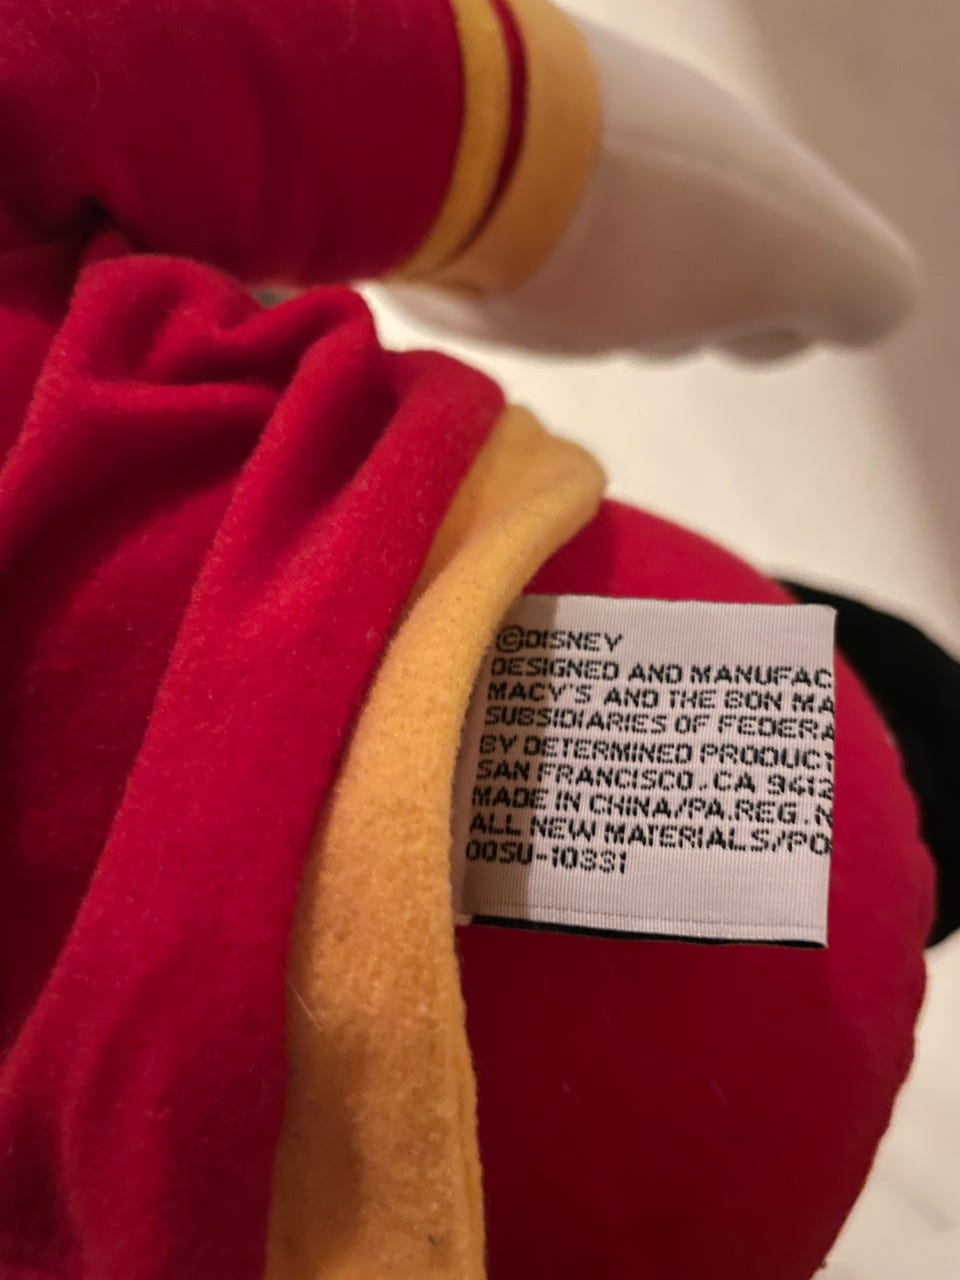 ©DISNEY
DESIGNED AND MANUFAC
MACY'S AND THE BON MA
SUBSIDIARIES OF FEDERA
BY DETERMINED PRODUCT
SAN FRANCISCO, CA 9412
MADE IN CHINA/PA.REG.N
ALL NEW MATERIALS/PO
00SU-10331